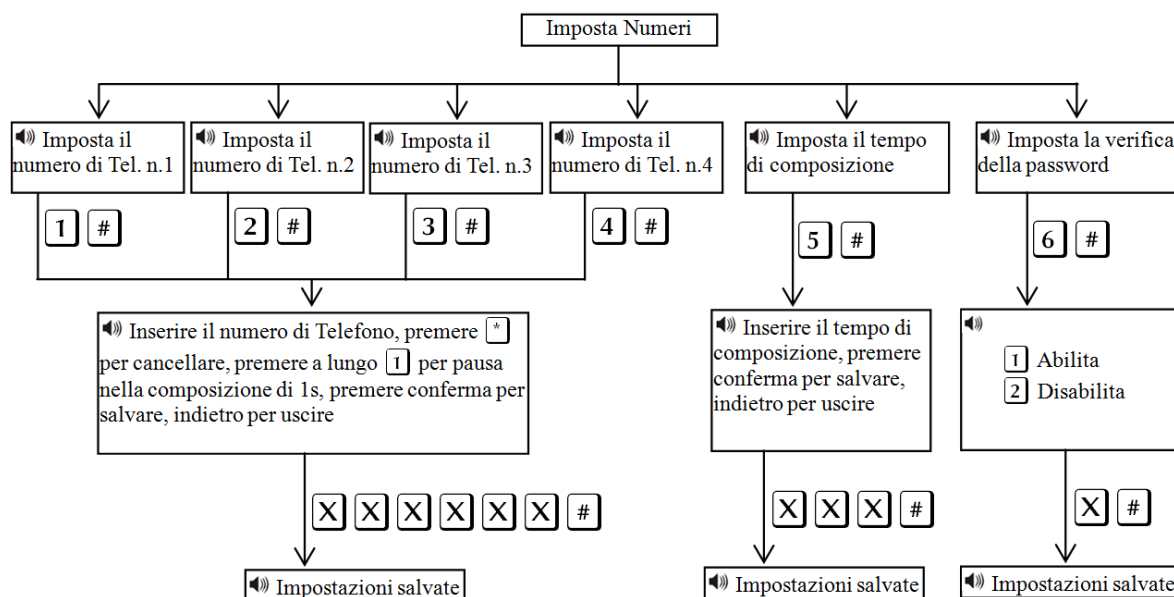 Imposta Numeri
Imposta il
numero di Tel. n.1
Imposta il
numero di Tel. n.2
Imposta il
numero di Tel. n.3
Imposta il
numero di Tel. n.4
Imposta il tempo
di composizione
Imposta la verifica
della password
1 #
2 #
3 #
4 #
5 #
6 #
Inserire il numero di Telefono, premere *
per cancellare, premere a lungo 1 per pausa
nella composizione di 1s, premere conferma per
salvare, indietro per uscire
Inserire il tempo di
composizione, premere
conferma per salvare,
indietro per uscire
1 Abilita
2 Disabilita
X X X X X X #
X X X #
X #
Impostazioni salvate
Impostazioni salvate
Impostazioni salvate